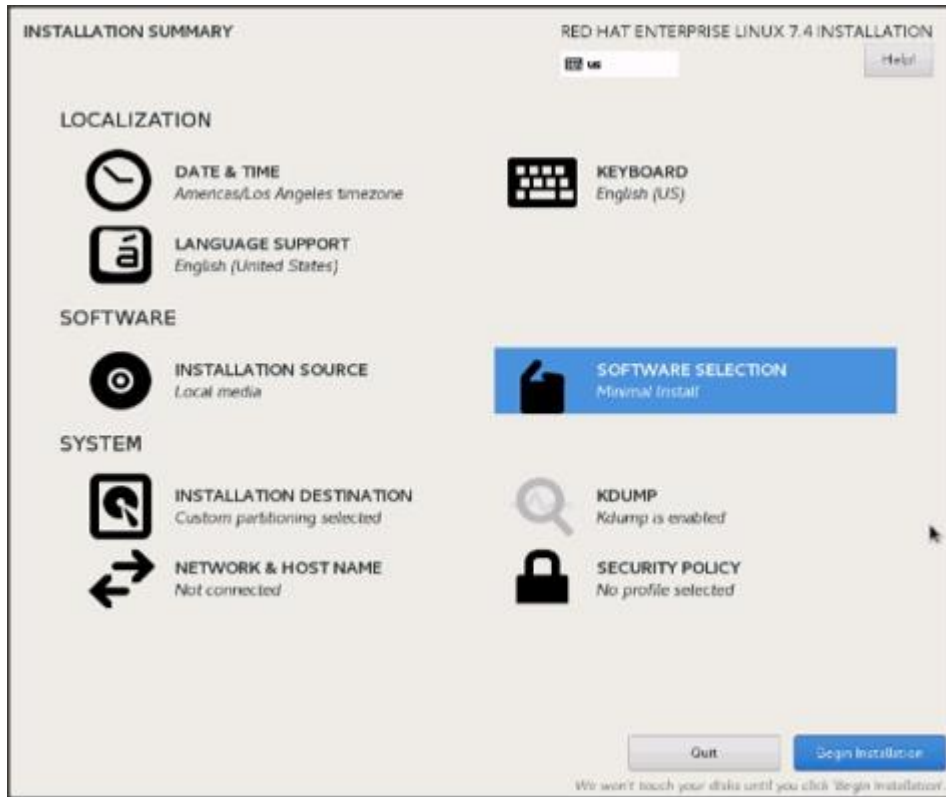 INSTALLATION SUMMARY
RED HAT ENTERPRISE LINUX 7.4 INSTALLATION
us
Help!
LOCALIZATION
DATE & TIME
Americas/Los Angeles timezone
KEYBOARD
English (US)
LANGUAGE SUPPORT
English (United States)
SOFTWARE
INSTALLATION SOURCE
Local media
SOFTWARE SELECTION
Minimal Install
SYSTEM
INSTALLATION DESTINATION
Custom partitioning selected
KDUMP
Kdump is enabled
NETWORK & HOST NAME
Not connected
SECURITY POLICY
No profile selected
Quit
Begin Installation
We won't touch your disks until you click 'Begin Installation'.